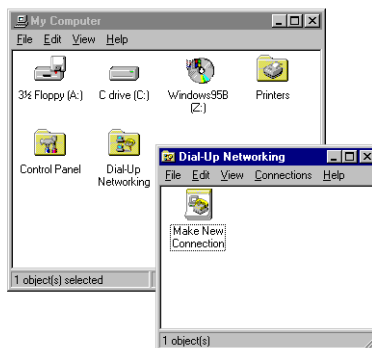 My Computer
File Edit View Help
3½ Floppy (A:) C drive (C:) Windows95B (Z:) Printers
Control Panel Dial-Up Networking
1 object(s) selected
Dial-Up Networking
File Edit View Connections Help
Make New
Connection
1 object(s)